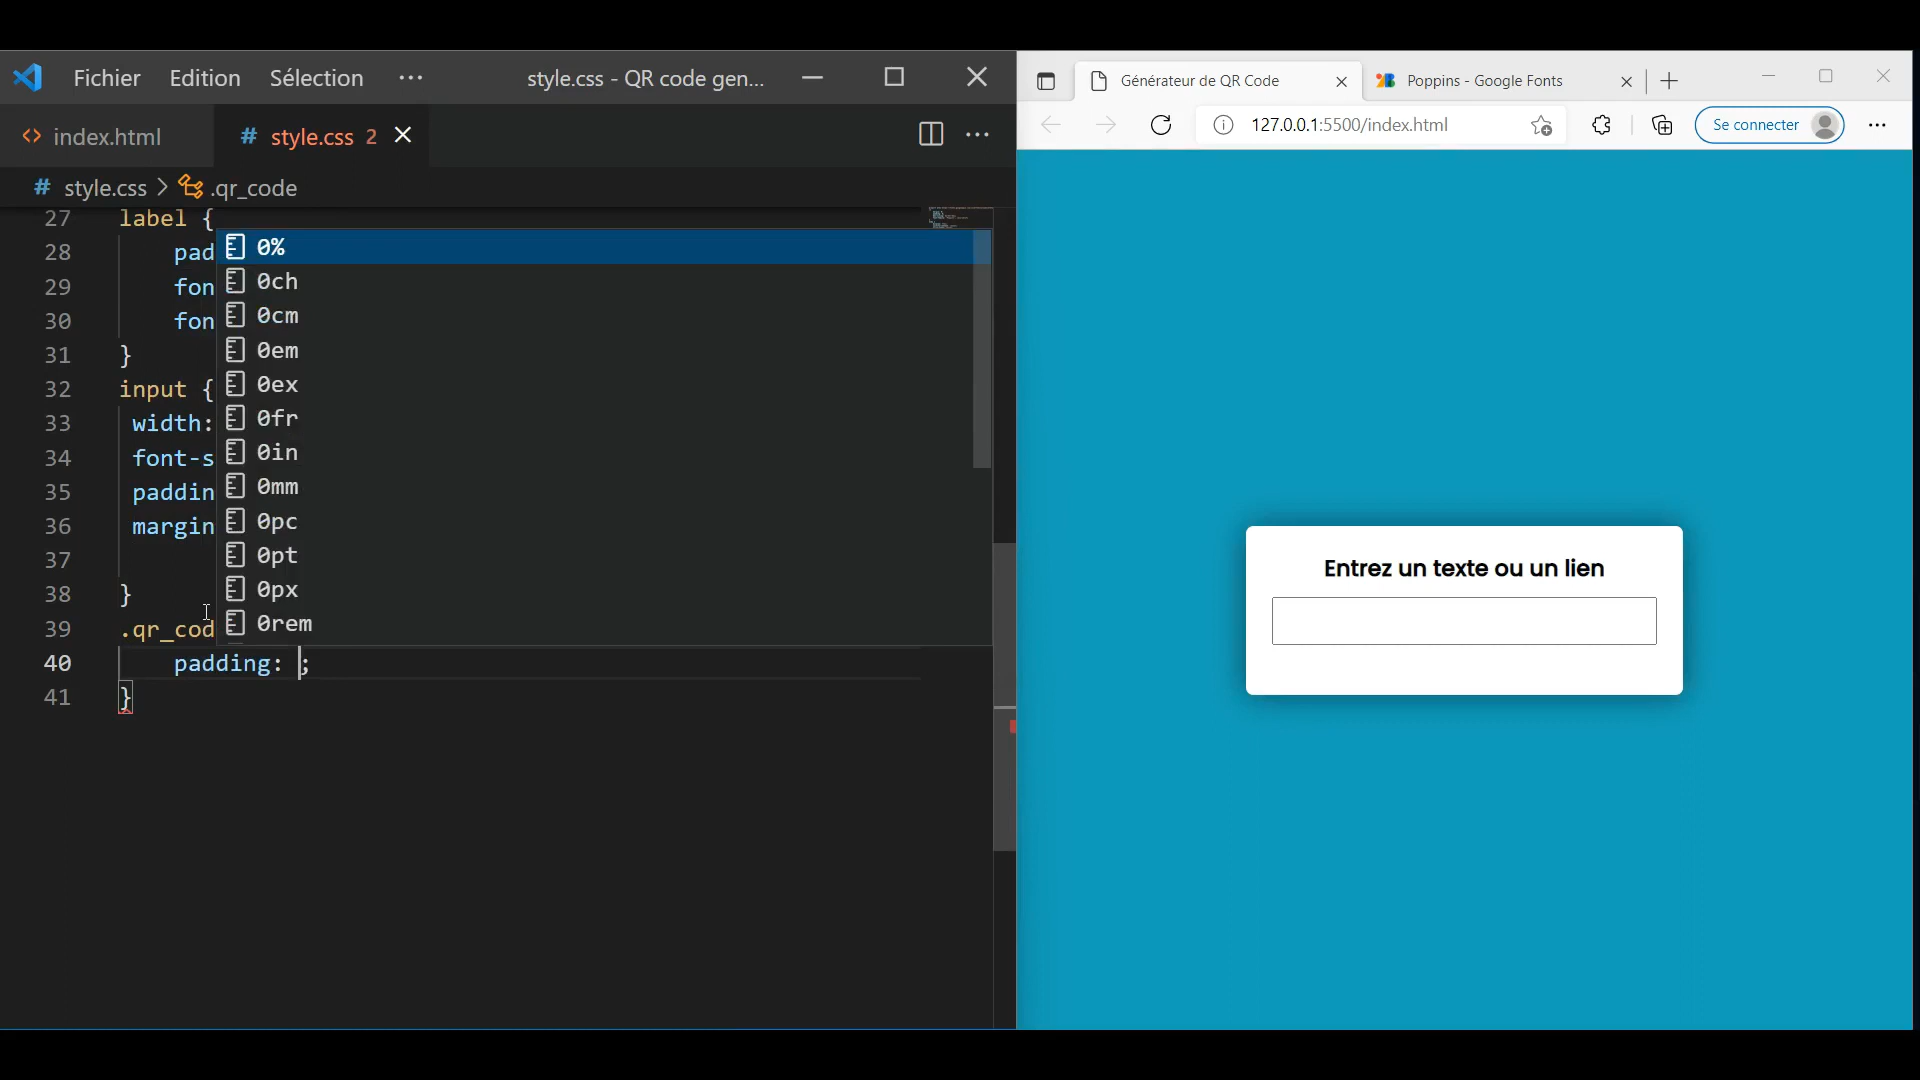 Fichier Edition Sélection ··· style.css - QR code gen...
index.html # style.css 2
# style.css > .qr_code
27 label {
28 pad
29 fon
30 fon
31 }
32 input {
33 width:
34 font-s
35 paddin
36 margin
37
38 }
39 .qr_cod
40 padding: ;
41 }
0%
0ch
0cm
0em
0ex
0fr
0in
0mm
0pc
0pt
0px
0rem
Générateur de QR Code Poppins - Google Fonts
127.0.0.1:5500/index.html Se connecter
Entrez un texte ou un lien